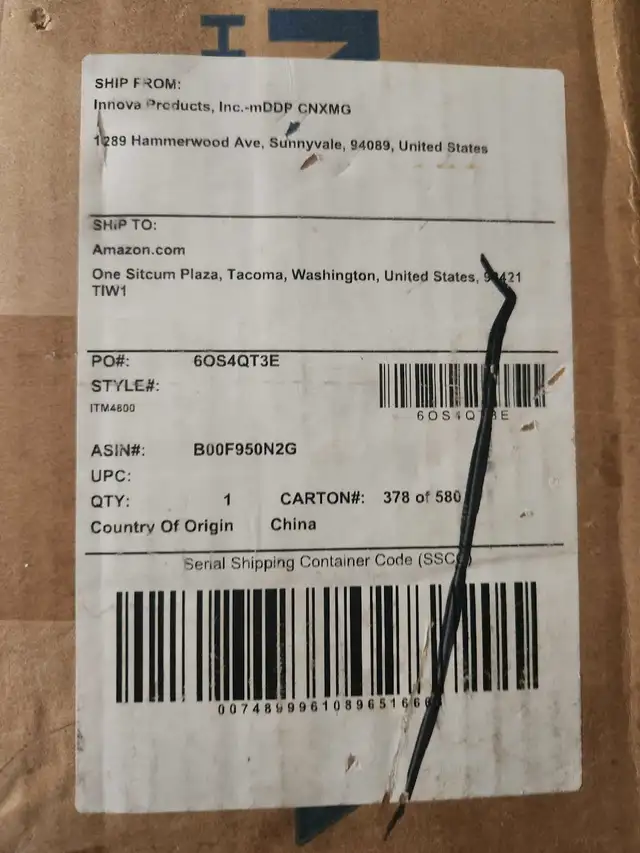 SHIP FROM:
Innova Products, Inc.-mDDP CNXMG
1289 Hammerwood Ave, Sunnyvale, 94089, United States
SHIP TO:
Amazon.com
One Sitcum Plaza, Tacoma, Washington, United States,
TIW1
PO#: 6OS4QT3E
STYLE#:
ITM4800
6OS4QT3E
ASIN#: B00F950N2G
UPC:
QTY: 1 CARTON#: 378 of 580
Country Of Origin China
Serial Shipping Container Code (SSCC)